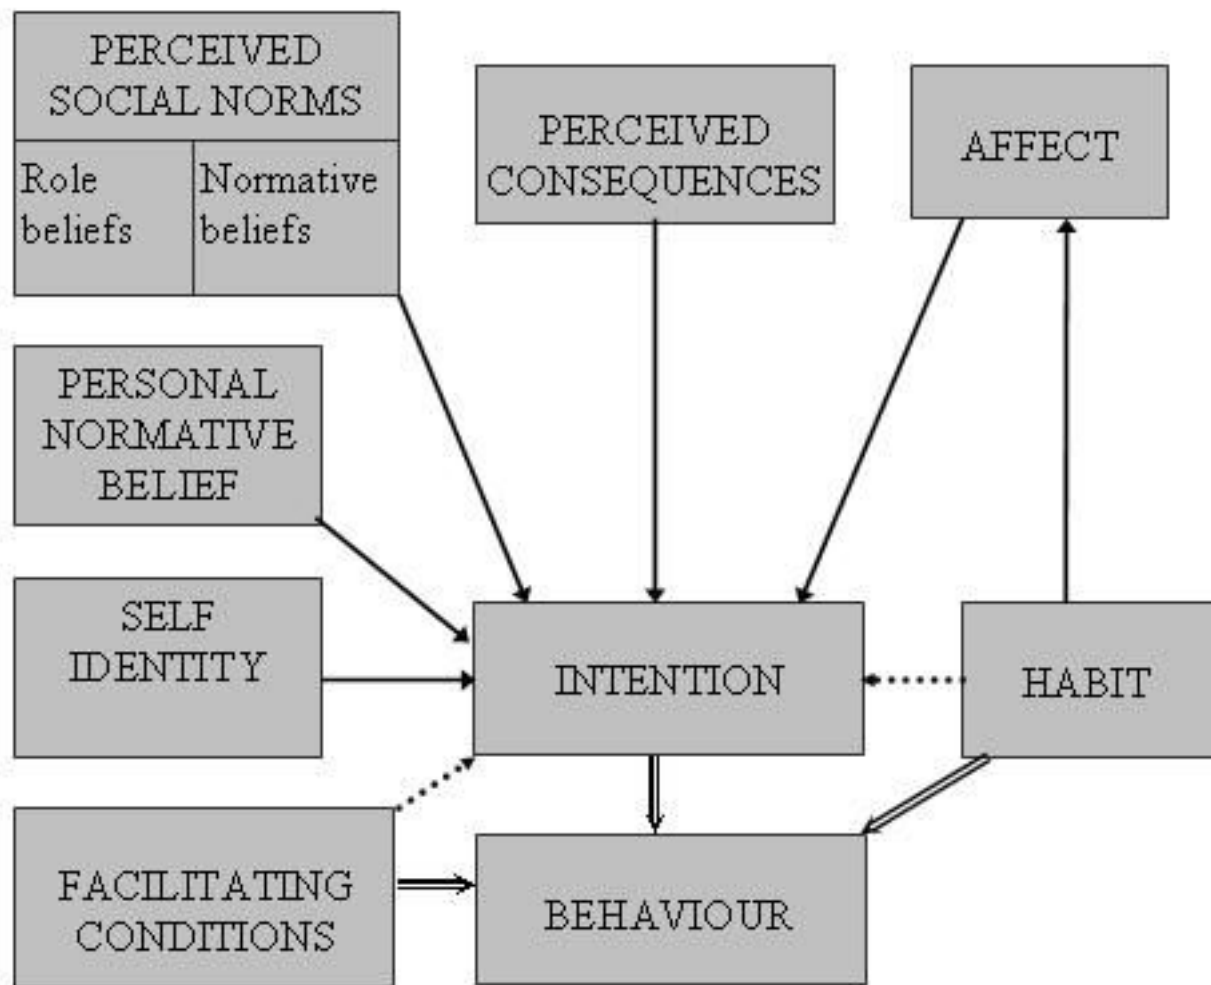 PERCEIVED
SOCIAL NORMS
Role
beliefs
Normative
beliefs
PERCEIVED
CONSEQUENCES
AFFECT
PERSONAL
NORMATIVE
BELIEF
SELF
IDENTITY
INTENTION
HABIT
FACILITATING
CONDITIONS
BEHAVIOUR